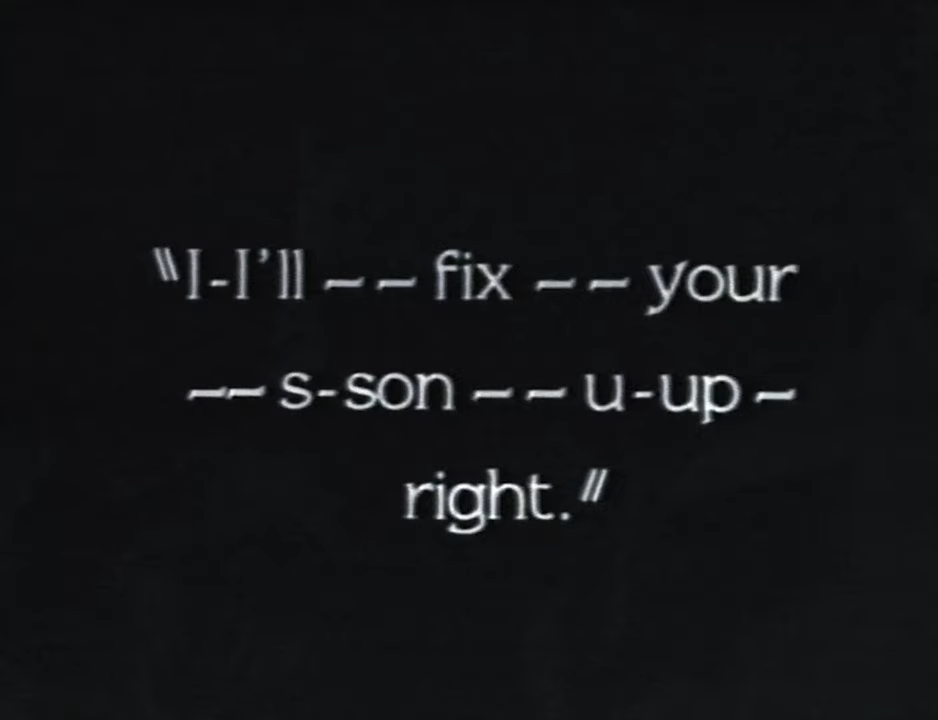 "I-I'll -- fix -- your
-- s-son -- u-up -
right."